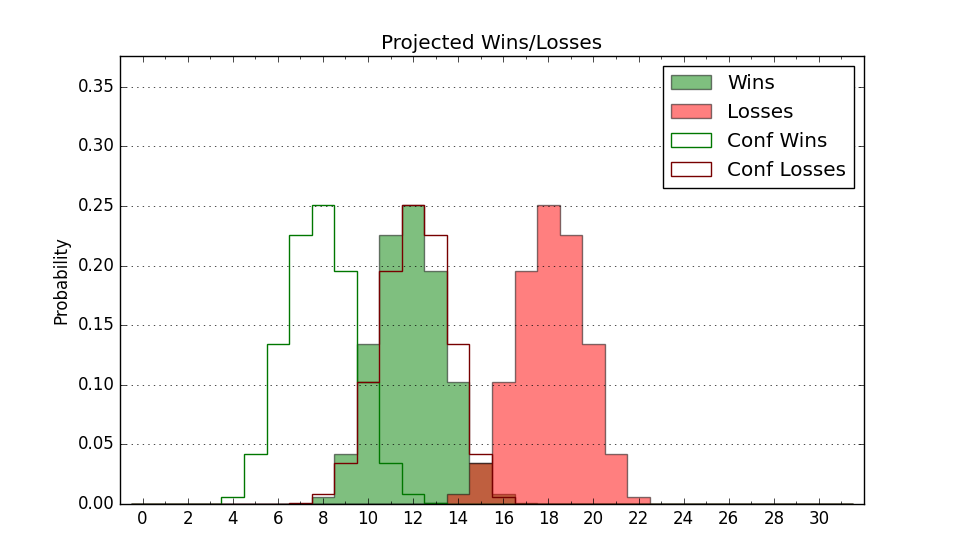 Projected Wins/Losses
Wins
Losses
Conf Wins
Conf Losses
Probability
0.35
0.30
0.25
0.20
0.15
0.10
0.05
0.00
0 2 4 6 8 10 12 14 16 18 20 22 24 26 28 30